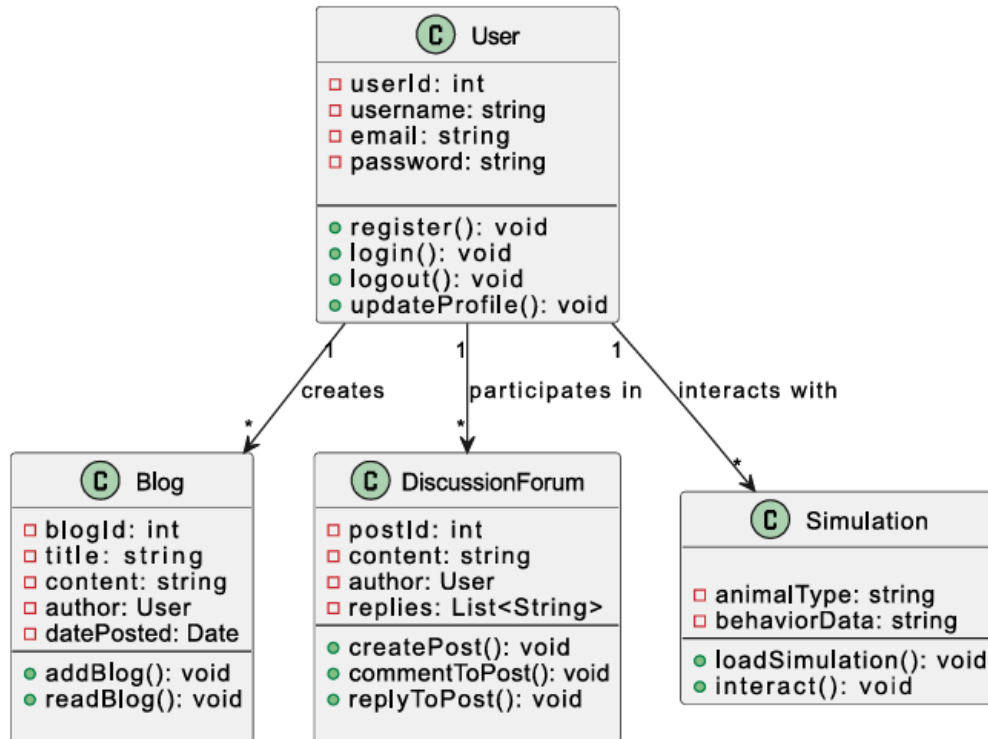 C User
userId: int
username: string
email: string
password: string
register(): void
login(): void
logout(): void
updateProfile(): void
1 1 1
creates participates in interacts with
* * *
C Blog
blogId: int
title: string
content: string
author: User
datePosted: Date
addBlog(): void
readBlog(): void
C DiscussionForum
postId: int
content: string
author: User
replies: List<String>
createPost(): void
commentToPost(): void
replyToPost(): void
C Simulation
animalType: string
behaviorData: string
loadSimulation(): void
interact(): void